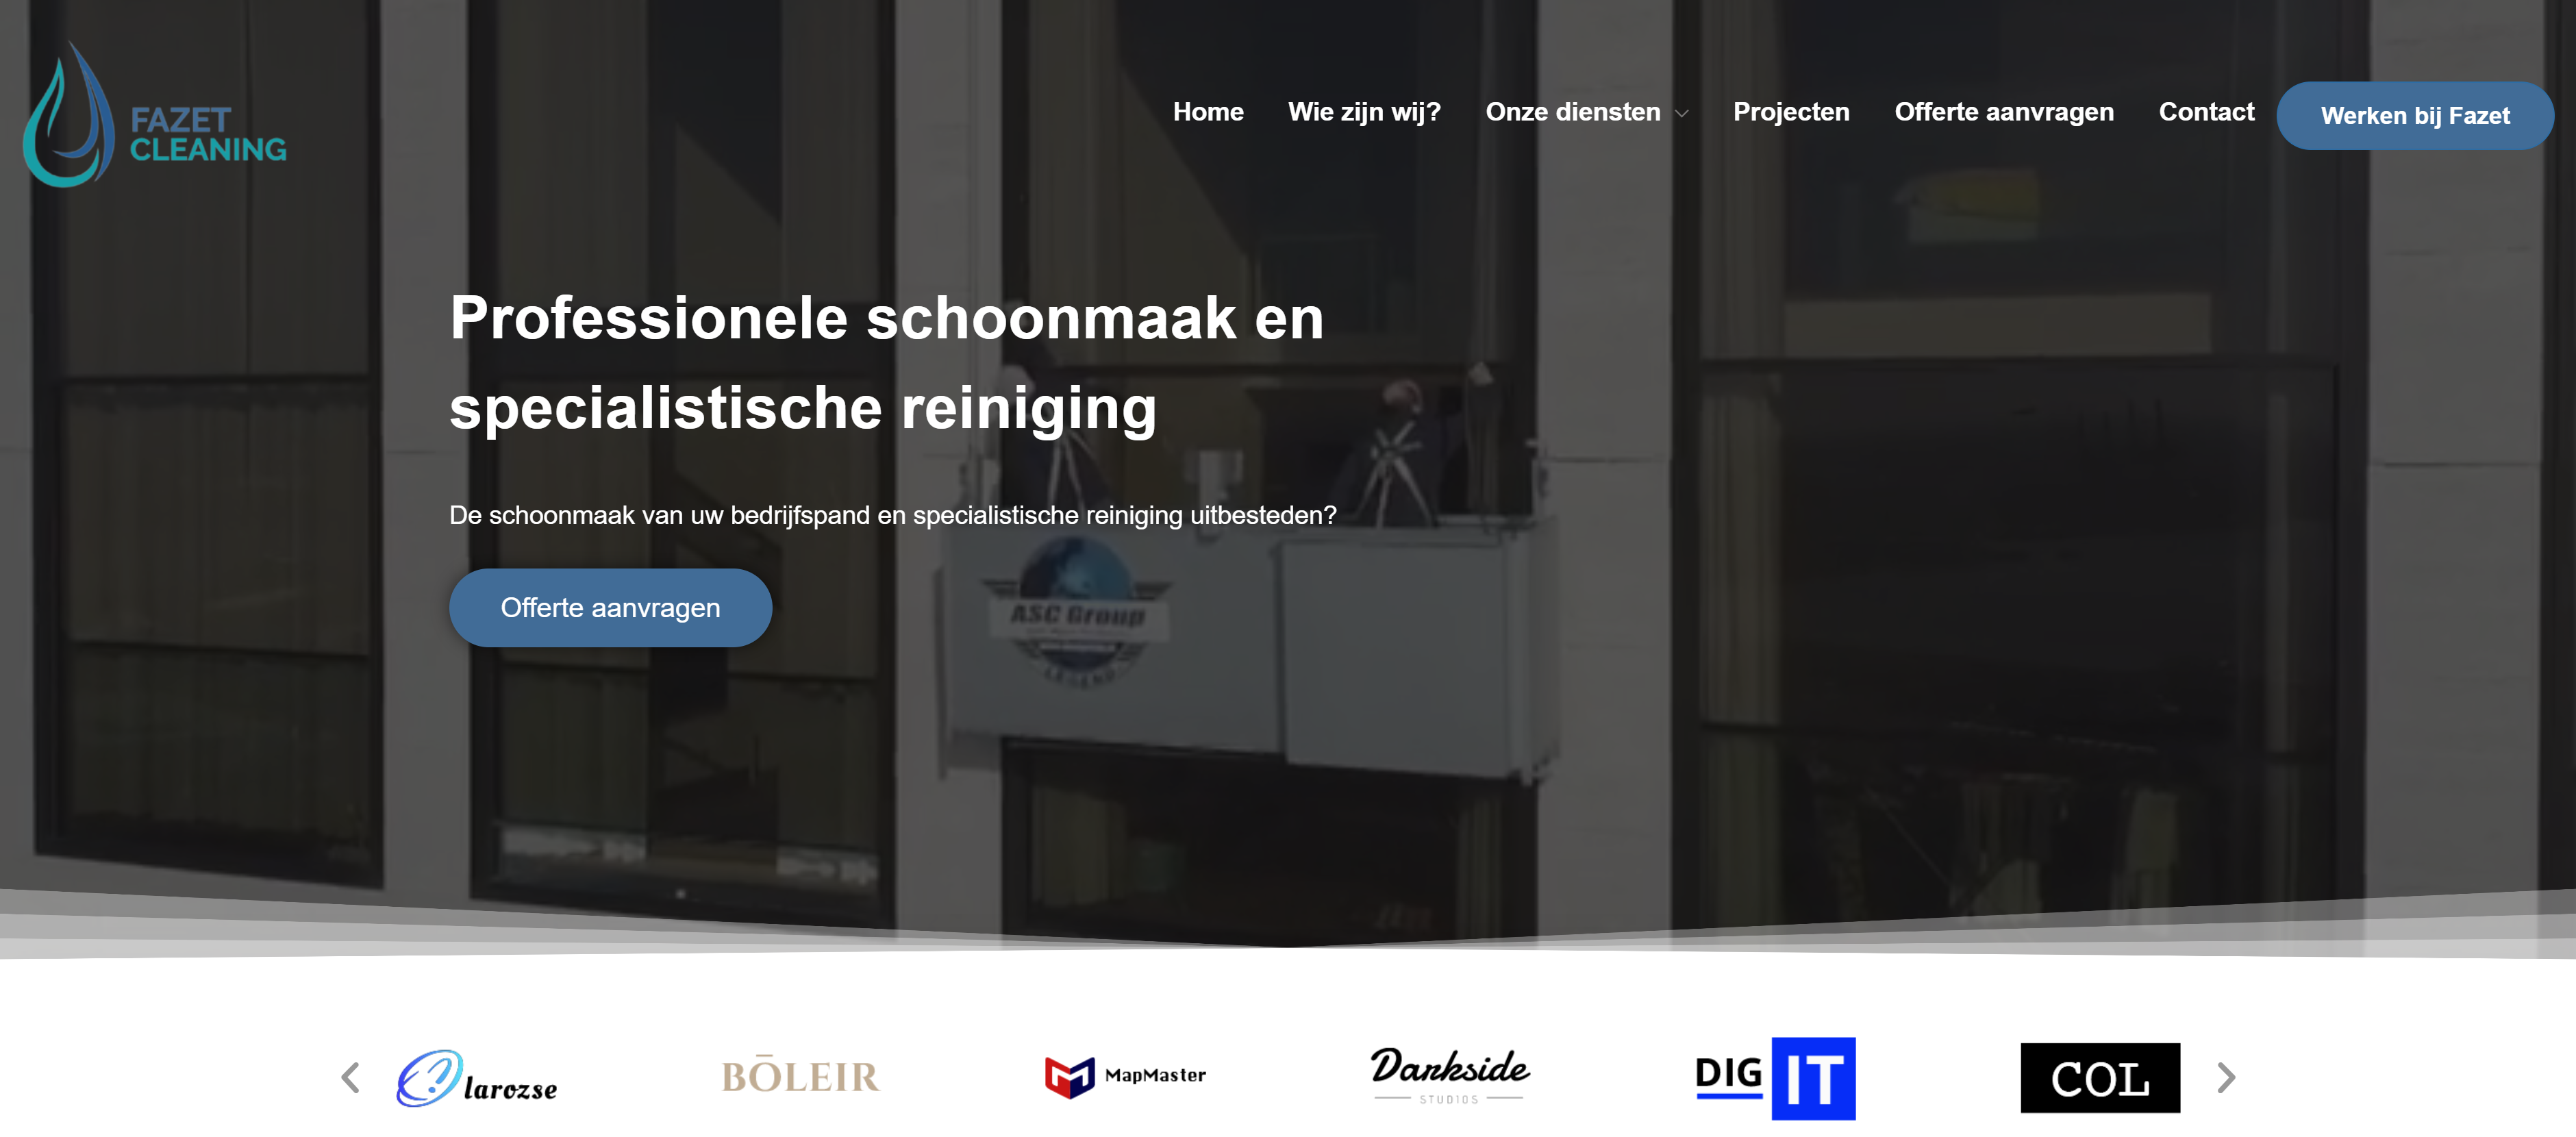 FAZET
CLEANING
Home
Wie zijn wij?
Onze diensten
Projecten
Offerte aanvragen
Contact
Werken bij Fazet
Professionele schoonmaak en
specialistische reiniging
De schoonmaak van uw bedrijfspand en specialistische reiniging uitbesteden?
Offerte aanvragen
ASC Group
LEGEND
larozse
BŌLEIR
MapMaster
Darkside
STUDIOS
DIG IT
COL